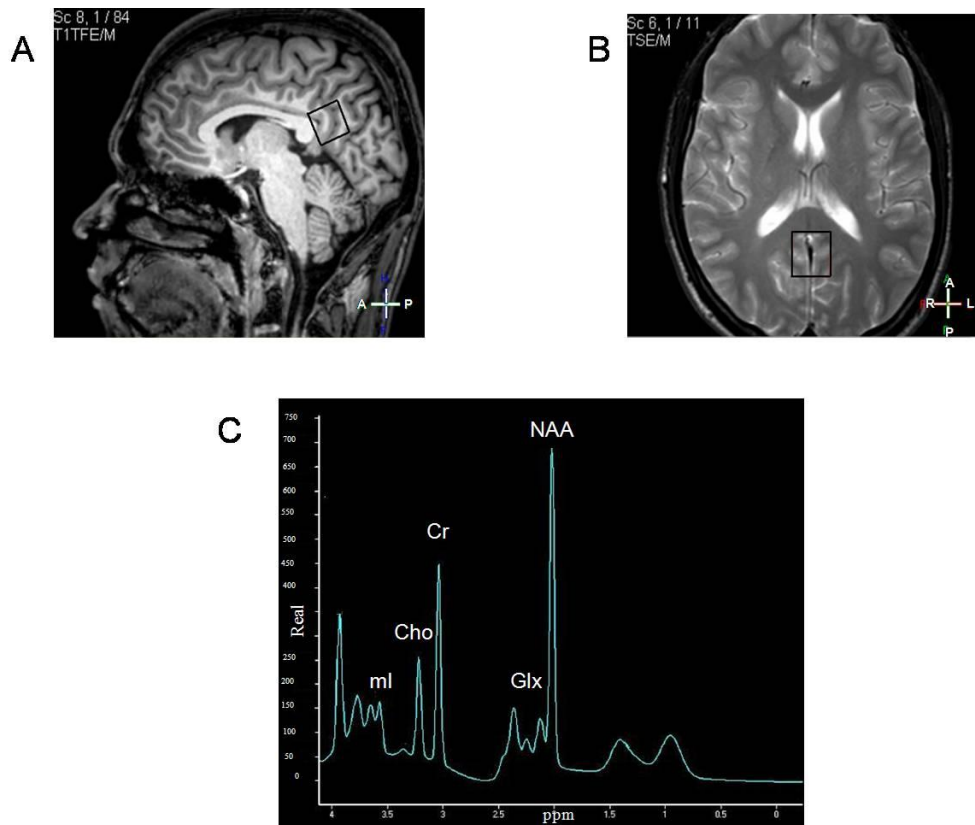 A
Sc 8, 1 / 84
T1TFE/M
A P
B
Sc 6, 1 / 11
TSE/M
A
R L
P
C
750
700
650
600
550
500
450
400
350
300
250
200
150
100
50
0
Real
NAA
Cr
Cho
mI
Glx
4 3.5 3 2.5 2 1.5 1 0.5 0
ppm